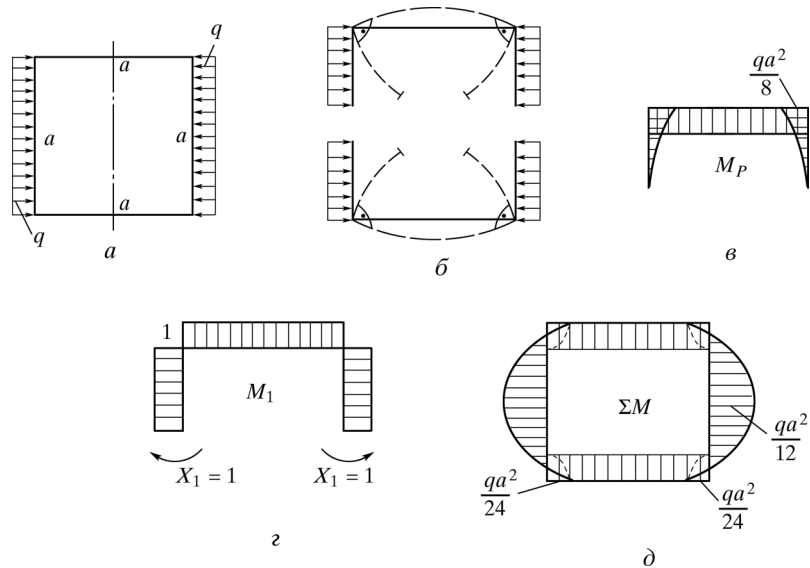 q
q
a
a
a
a
q
а
б
qa²
8
M_P
в
1
M₁
X₁ = 1
X₁ = 1
г
ΣM
qa²
12
qa²
24
qa²
24
д